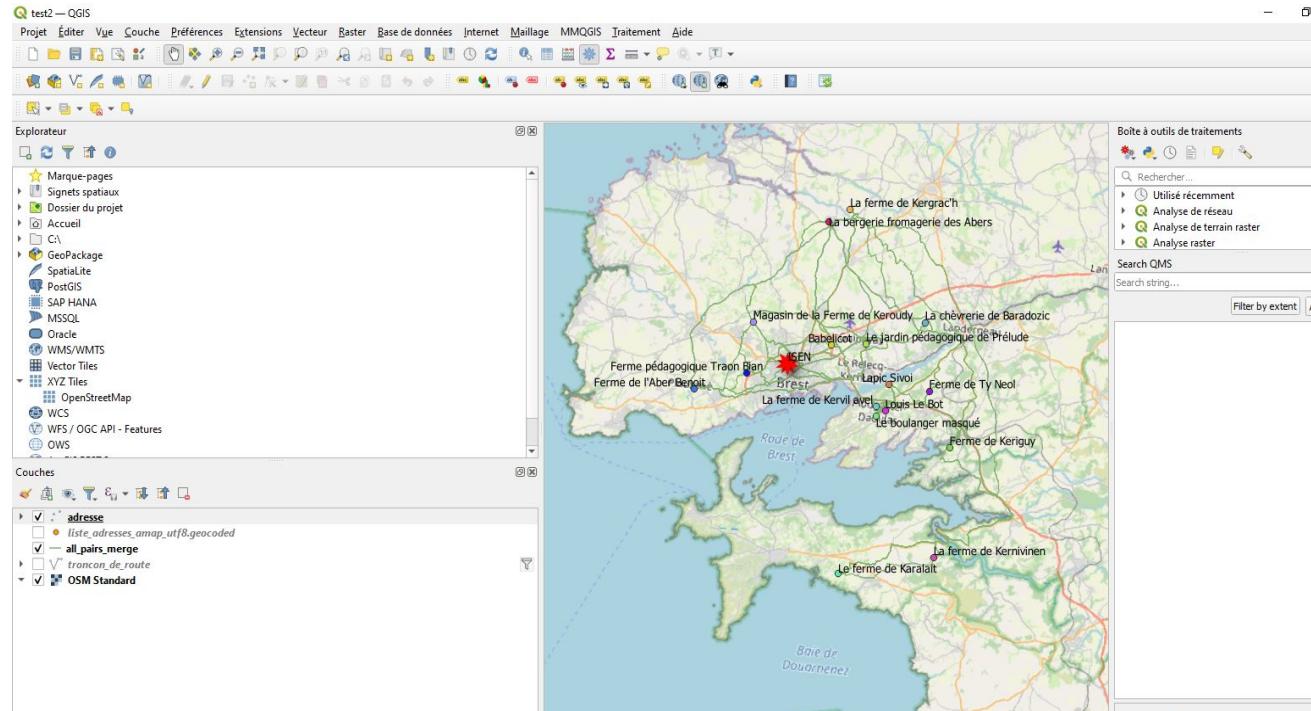 test2 — QGIS
Projet Éditer Vue Couche Préférences Extensions Vecteur Raster Base de données Internet Maillage MMQGIS Traitement Aide
Explorateur
Marque-pages
Signets spatiaux
Dossier du projet
Accueil
C:\
GeoPackage
SpatiaLite
PostGIS
SAP HANA
MSSQL
Oracle
WMS/WMTS
Vector Tiles
XYZ Tiles
OpenStreetMap
WCS
WFS / OGC API - Features
OWS
Couches
adresse
liste_adresses_amap_utf8.geocoded
all_pairs_merge
troncon_de_route
OSM Standard
La ferme de Kergrac'h
La bergerie fromagerie des Abers
Lan
Magasin de la Ferme de Keroudy
La chèvrerie de Baradozic
Landerneau
Babelicot
Le jardin pédagogique de Prélude
ISEN
Le Relecq-
Ferme pédagogique Traon Bian
Brest
Lapic Sivoi
Ferme de l'Aber Benoit
Ferme de Ty Neol
La ferme de Kervil avel
Louis Le Bot
Le boulanger masqué
Rade de
Brest
Ferme de Keriguy
La ferme de Kernivinen
Le ferme de Karalait
Baie de
Douarnenez
Boîte à outils de traitements
Rechercher...
Utilisé récemment
Analyse de réseau
Analyse de terrain raster
Analyse raster
Search QMS
Search string...
Filter by extent